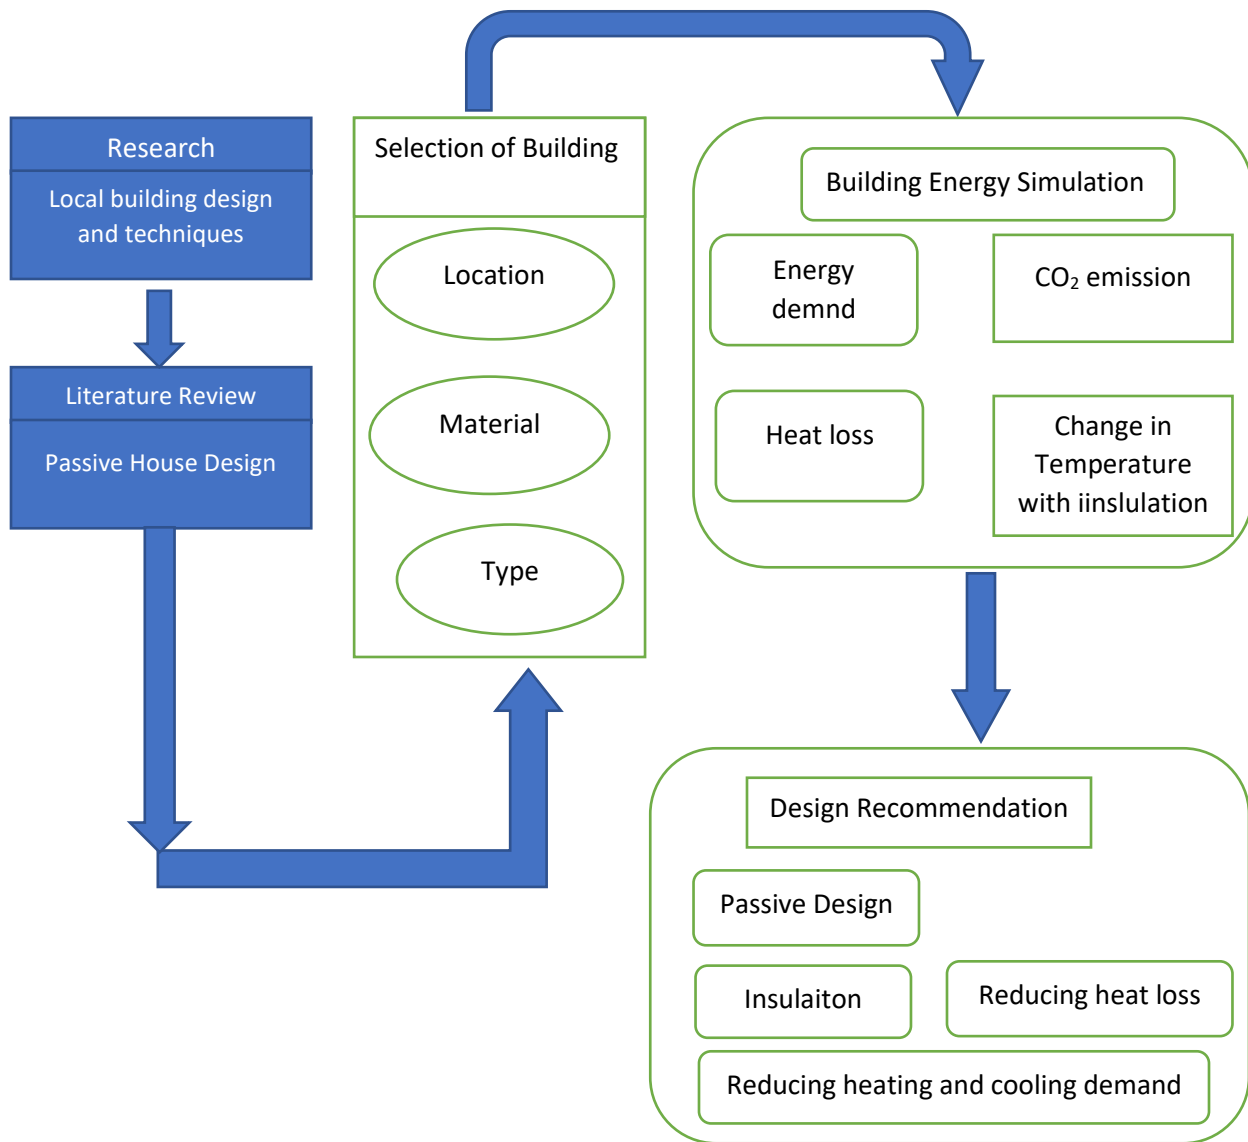 Research
Local building design
and techniques
Literature Review
Passive House Design
Selection of Building
Location
Material
Type
Building Energy Simulation
Energy
demnd
CO₂ emission
Heat loss
Change in
Temperature
with iinslulation
Design Recommendation
Passive Design
Insulaiton
Reducing heat loss
Reducing heating and cooling demand